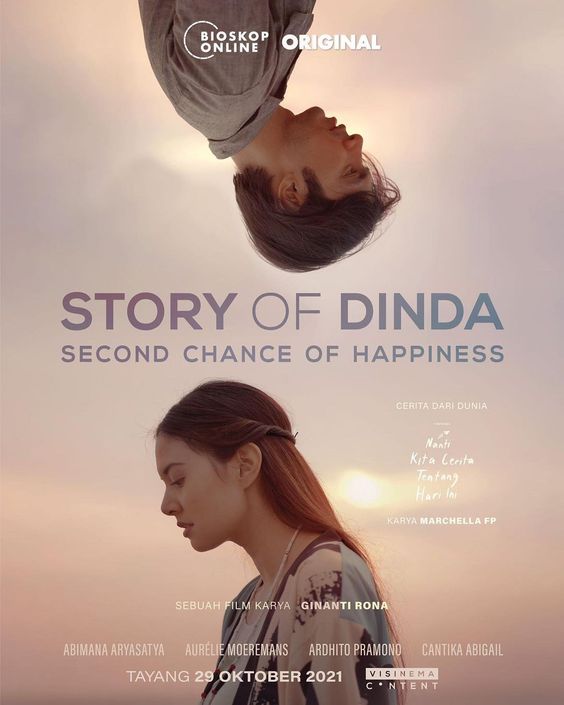 BIOSKOP
ONLINE
ORIGINAL
STORY OF DINDA
SECOND CHANCE OF HAPPINESS
CERITA DARI DUNIA
Nanti
Kita Cerita
Tentang
Hari Ini
KARYA MARCHELLA FP
SEBUAH FILM KARYA GINANTI RONA
ABIMANA ARYASATYA AURÉLIE MOEREMANS ARDHITO PRAMONO CANTIKA ABIGAIL
TAYANG 29 OKTOBER 2021
VISINEMA
CONTENT